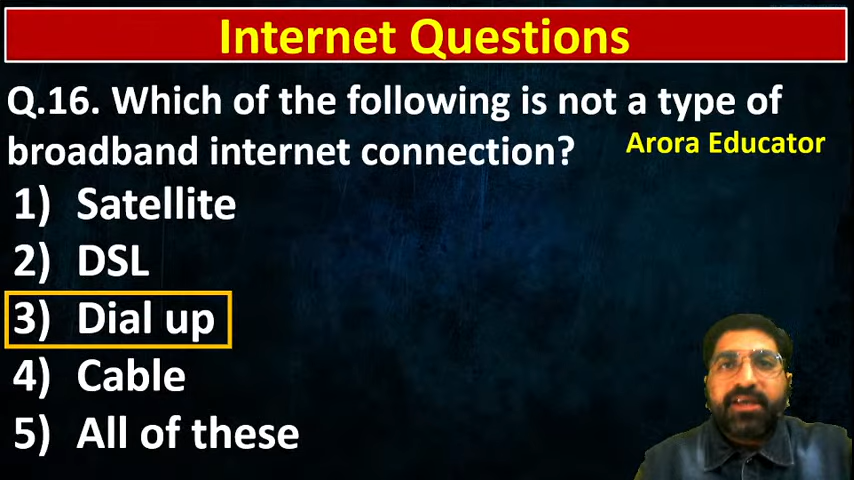 Internet Questions
Q.16. Which of the following is not a type of
broadband internet connection?
Arora Educator
1) Satellite
2) DSL
3) Dial up
4) Cable
5) All of these